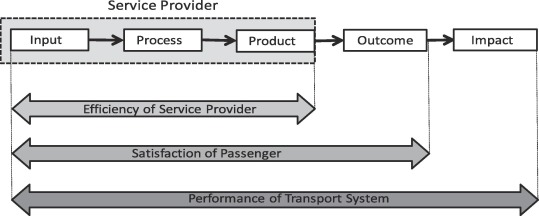 Service Provider
Input
Process
Product
Outcome
Impact
Efficiency of Service Provider
Satisfaction of Passenger
Performance of Transport System